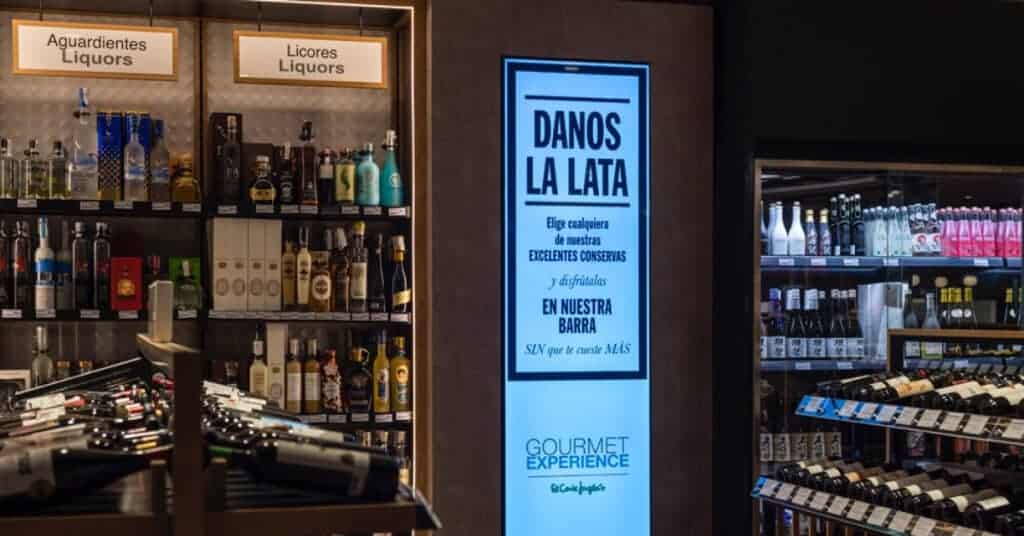 Aguardientes
Liquors
Licores
Liquors
DANOS
LA LATA
Elige cualquiera
de nuestras
EXCELENTES CONSERVAS
y disfrútalas
EN NUESTRA
BARRA
SIN que te cueste MÁS
GOURMET
EXPERIENCE
El Corte Inglés